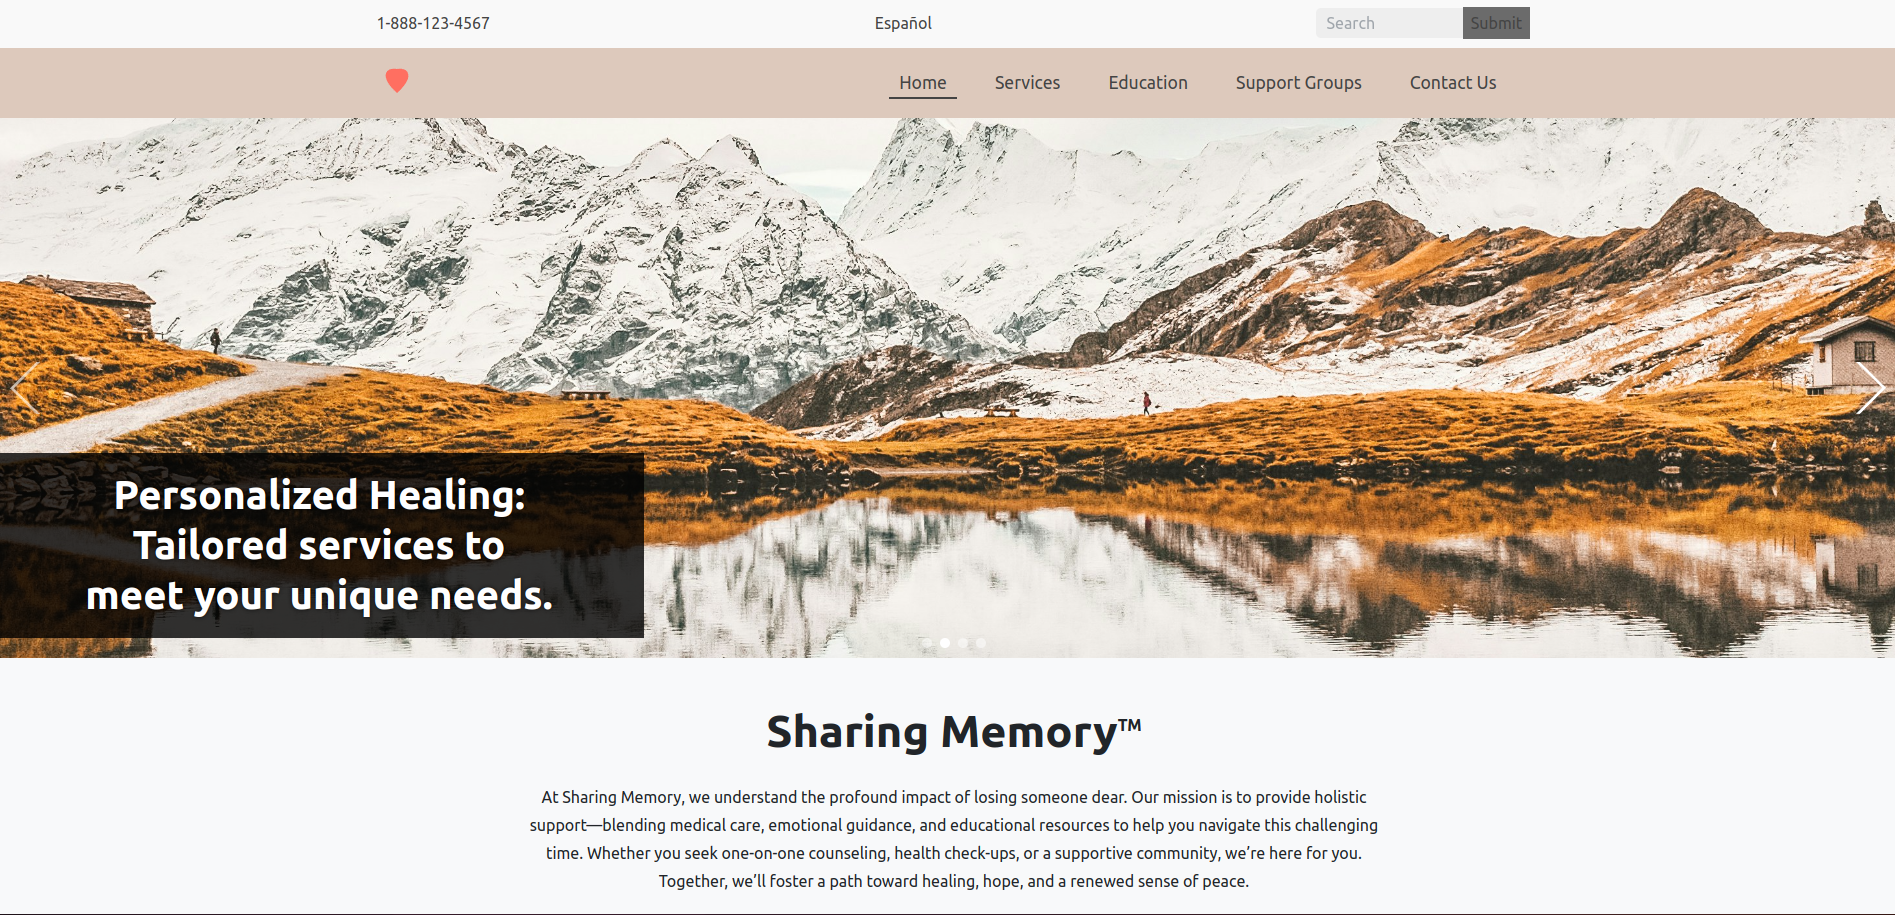 1-888-123-4567
Español
Search
Submit
Home
Services
Education
Support Groups
Contact Us
Personalized Healing:
Tailored services to
meet your unique needs.
Sharing Memory™
At Sharing Memory, we understand the profound impact of losing someone dear. Our mission is to provide holistic
support—blending medical care, emotional guidance, and educational resources to help you navigate this challenging
time. Whether you seek one-on-one counseling, health check-ups, or a supportive community, we’re here for you.
Together, we’ll foster a path toward healing, hope, and a renewed sense of peace.